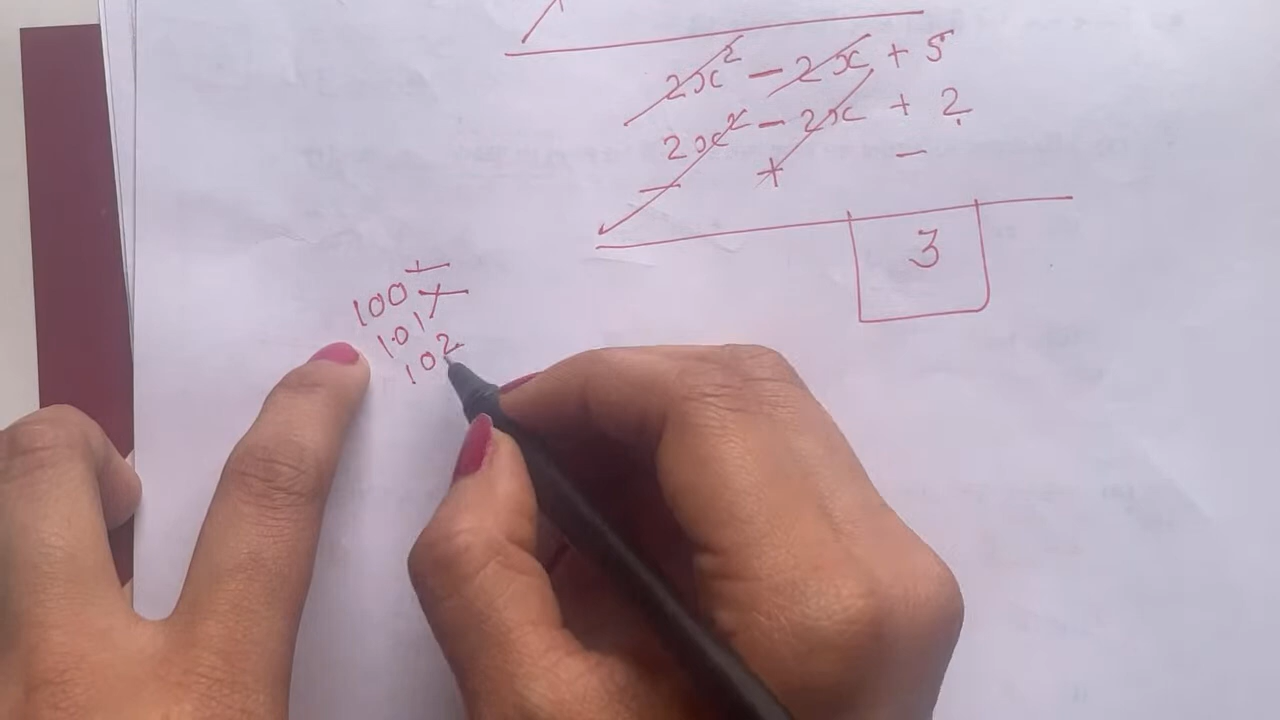 2x² - 2x + 5
2x² - 2x + 2
- + -
3
100
101
102